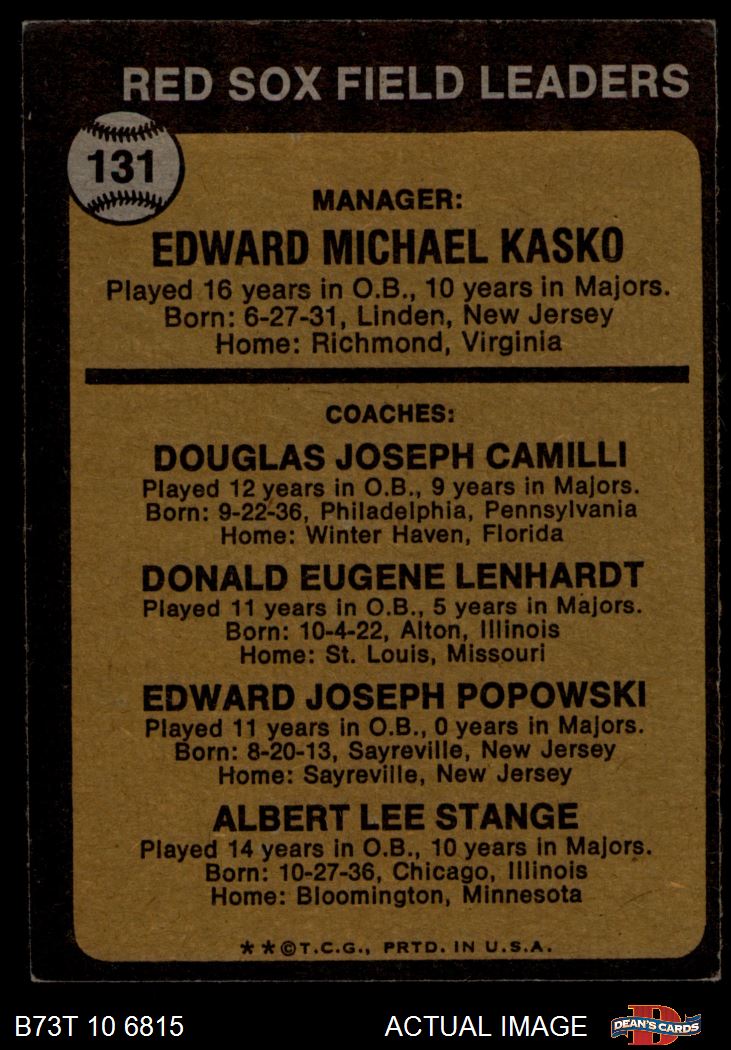 RED SOX FIELD LEADERS
131
MANAGER:
EDWARD MICHAEL KASKO
Played 16 years in O.B., 10 years in Majors.
Born: 6-27-31, Linden, New Jersey
Home: Richmond, Virginia
COACHES:
DOUGLAS JOSEPH CAMILLI
Played 12 years in O.B., 9 years in Majors.
Born: 9-22-36, Philadelphia, Pennsylvania
Home: Winter Haven, Florida
DONALD EUGENE LENHARDT
Played 11 years in O.B., 5 years in Majors.
Born: 10-4-22, Alton, Illinois
Home: St. Louis, Missouri
EDWARD JOSEPH POPOWSKI
Played 11 years in O.B., 0 years in Majors.
Born: 8-20-13, Sayreville, New Jersey
Home: Sayreville, New Jersey
ALBERT LEE STANGE
Played 14 years in O.B., 10 years in Majors.
Born: 10-27-36, Chicago, Illinois
Home: Bloomington, Minnesota
**©T.C.G., PRTD. IN U.S.A.
B73T 10 6815 ACTUAL IMAGE D DEAN'S CARDS